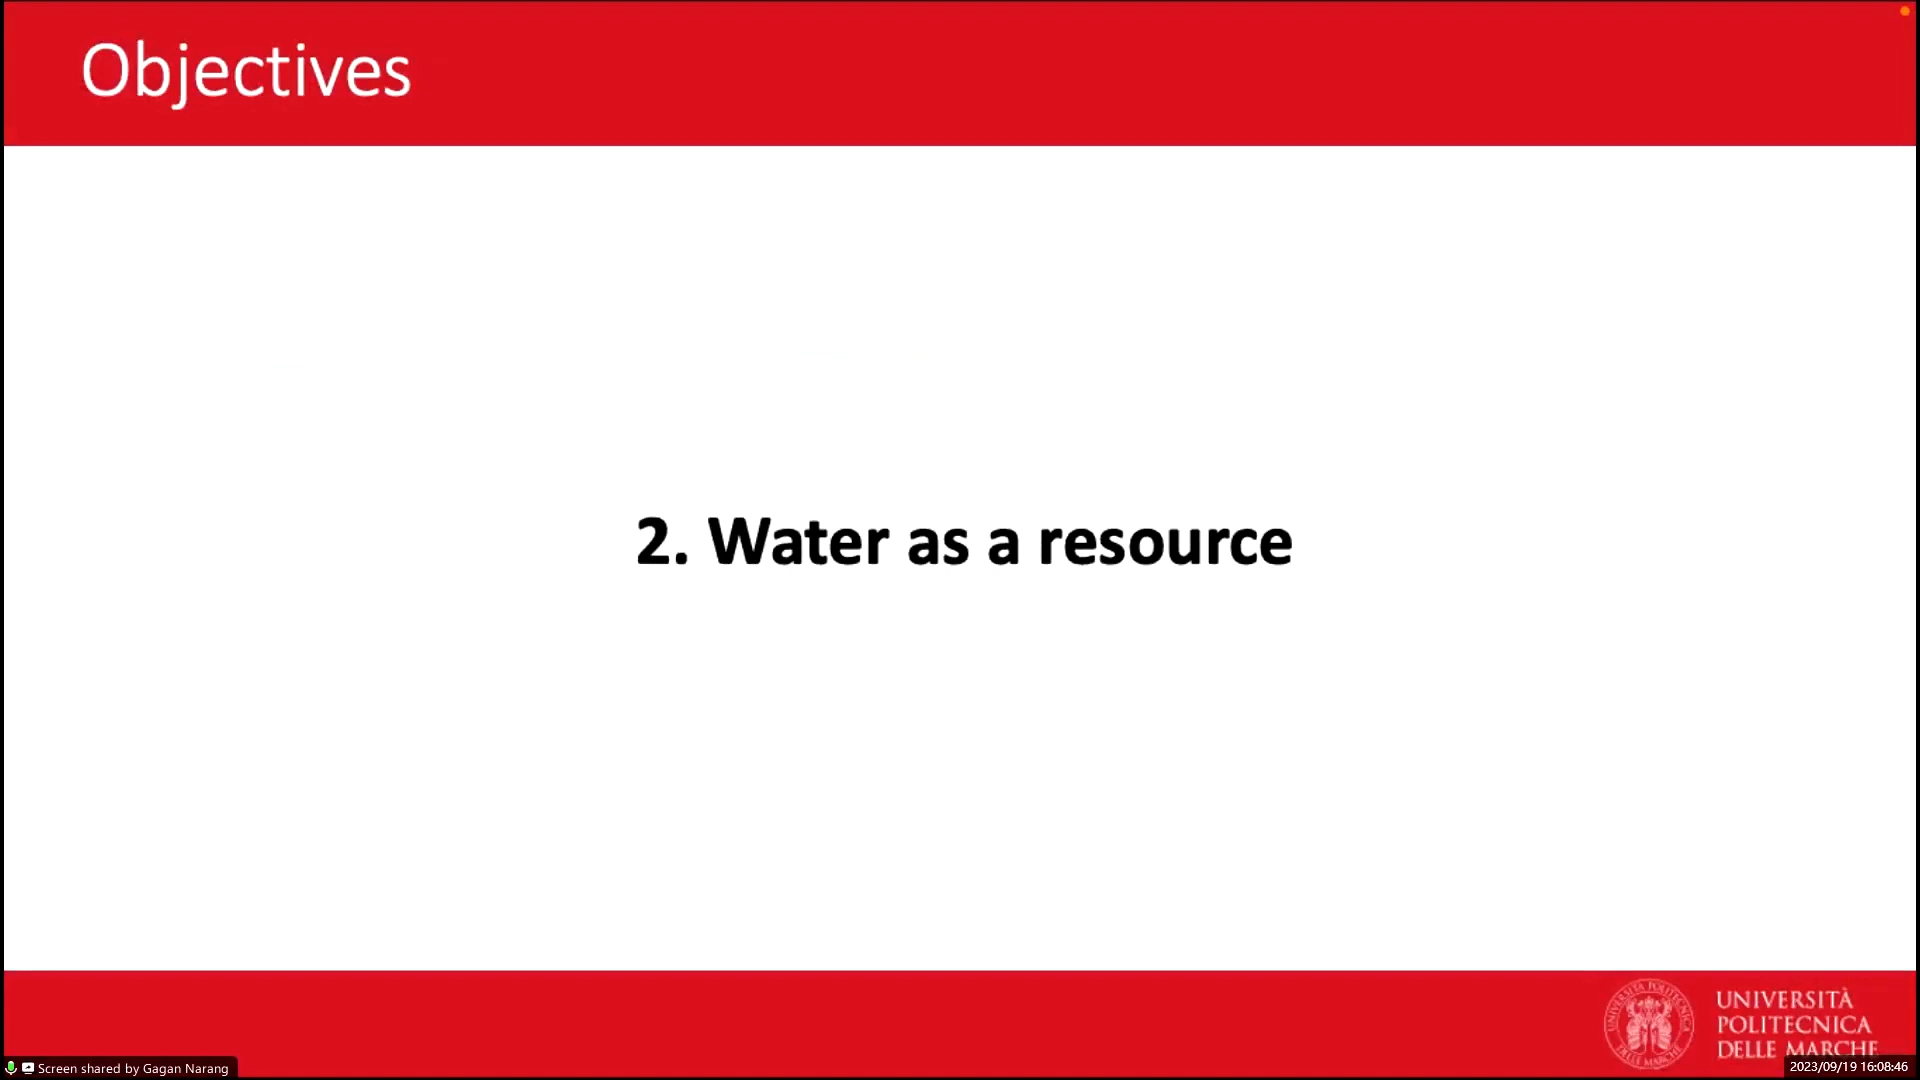 Objectives
2. Water as a resource
UNIVERSITÀ
POLITECNICA
DELLE MARCHE
Screen shared by Gagan Narang
2023/09/19 16:08:46